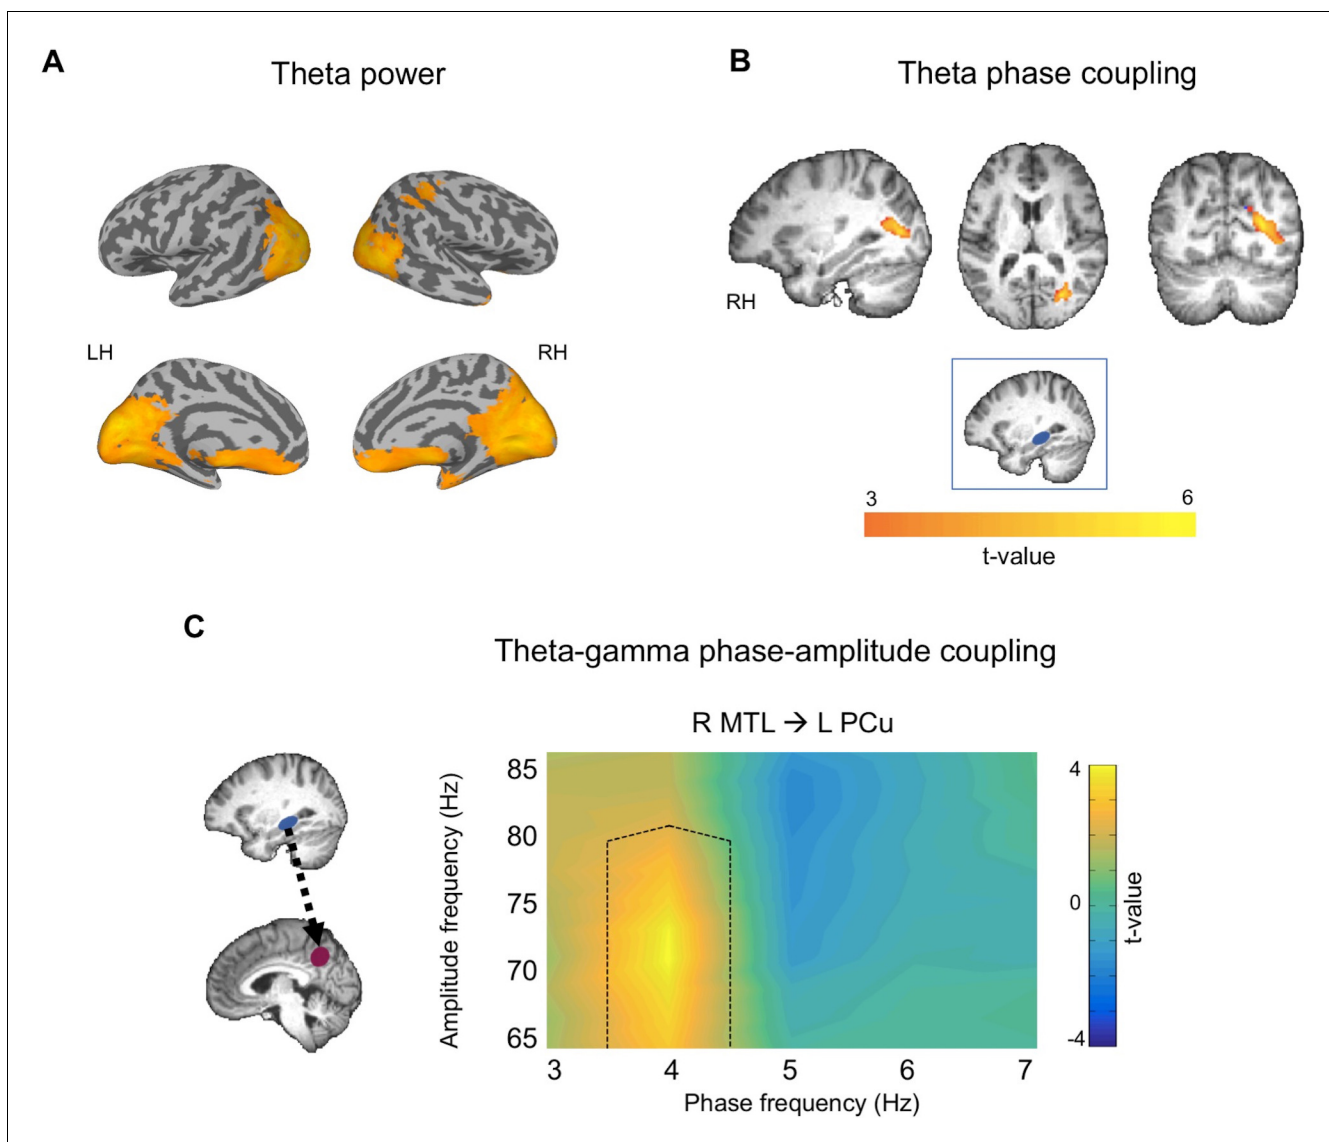 A
Theta power
LH
RH
B
Theta phase coupling
RH
3
6
t-value
C
Theta-gamma phase-amplitude coupling
R MTL → L PCu
Amplitude frequency (Hz)
85
80
75
70
65
3 4 5 6 7
Phase frequency (Hz)
4
0
-4
t-value